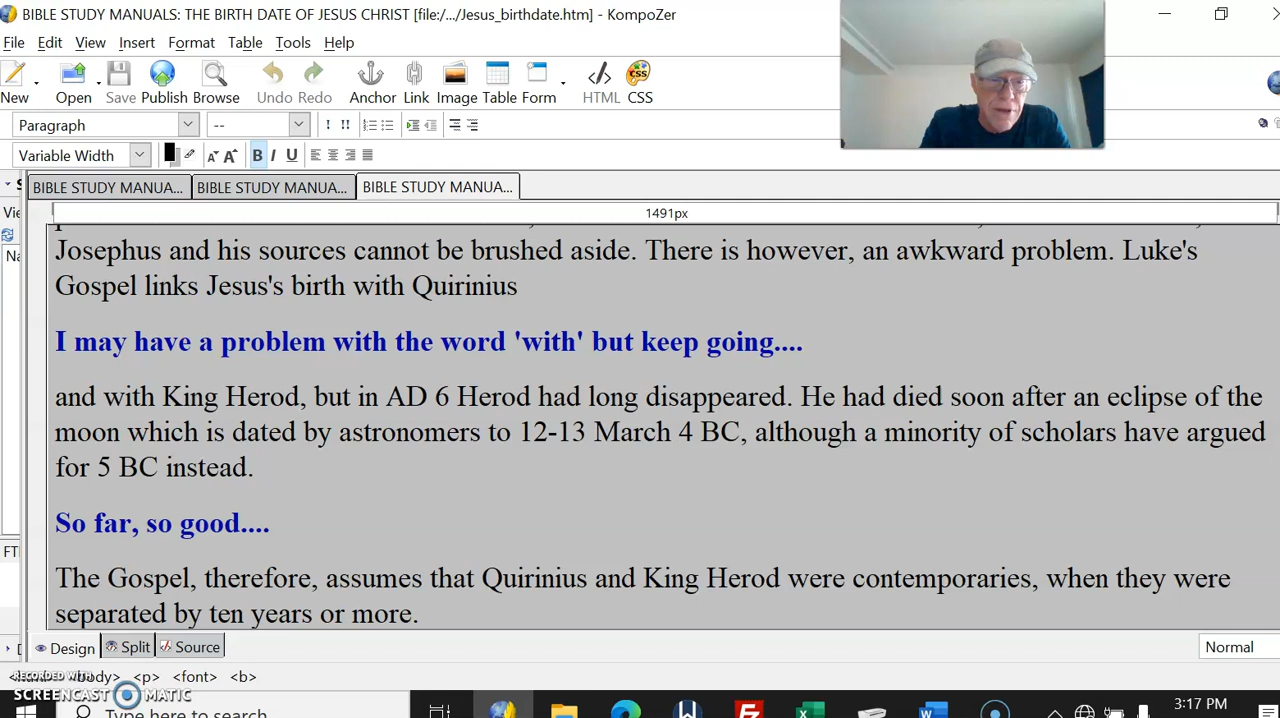 BIBLE STUDY MANUALS: THE BIRTH DATE OF JESUS CHRIST [file:/.../Jesus_birthdate.htm] - KompoZer
File Edit View Insert Format Table Tools Help
New Open Save Publish Browse Undo Redo Anchor Link Image Table Form HTML CSS
Paragraph --
Variable Width B I U
BIBLE STUDY MANUA... BIBLE STUDY MANUA... BIBLE STUDY MANUA...
1491px
Josephus and his sources cannot be brushed aside. There is however, an awkward problem. Luke's
Gospel links Jesus's birth with Quirinius
I may have a problem with the word 'with' but keep going....
and with King Herod, but in AD 6 Herod had long disappeared. He had died soon after an eclipse of the
moon which is dated by astronomers to 12-13 March 4 BC, although a minority of scholars have argued
for 5 BC instead.
So far, so good....
The Gospel, therefore, assumes that Quirinius and King Herod were contemporaries, when they were
separated by ten years or more.
Design Split Source Normal
<body> <p> <font> <b>
RECORDED WITH
SCREENCAST MATIC
Type here to search
3:17 PM